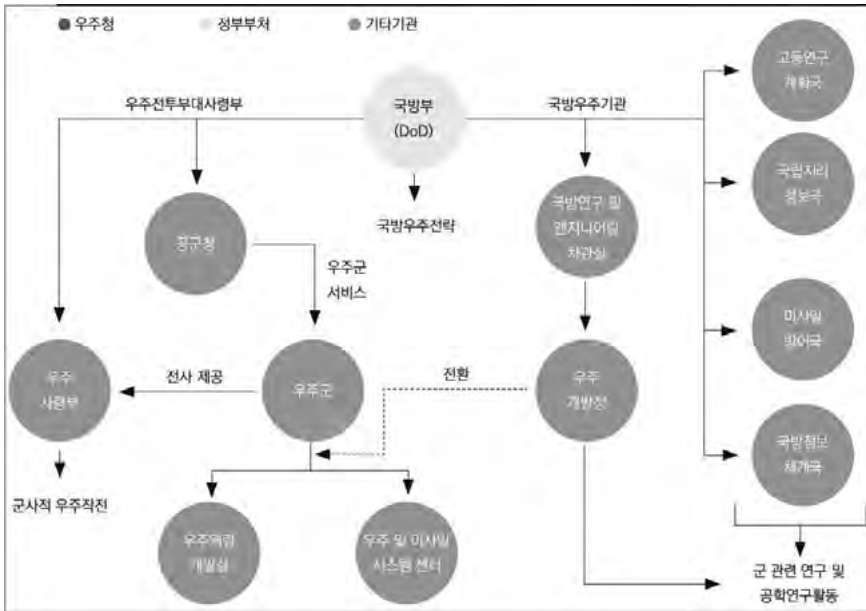 우주청
정부부처
기타기관
우주전투부대사령부
국방부
(DoD)
국방우주기관
고등연구
계획국
국립지리
정보국
국방우주전략
국방연구 및
엔지니어링
차관실
공군청
우주군
서비스
미사일
방어국
우주
사령부
전사 제공
우주군
전환
우주
개발청
국방정보
체계국
군사적 우주작전
개발실
우주 및 미사일
시스템 센터
군 관련 연구 및
공학연구활동